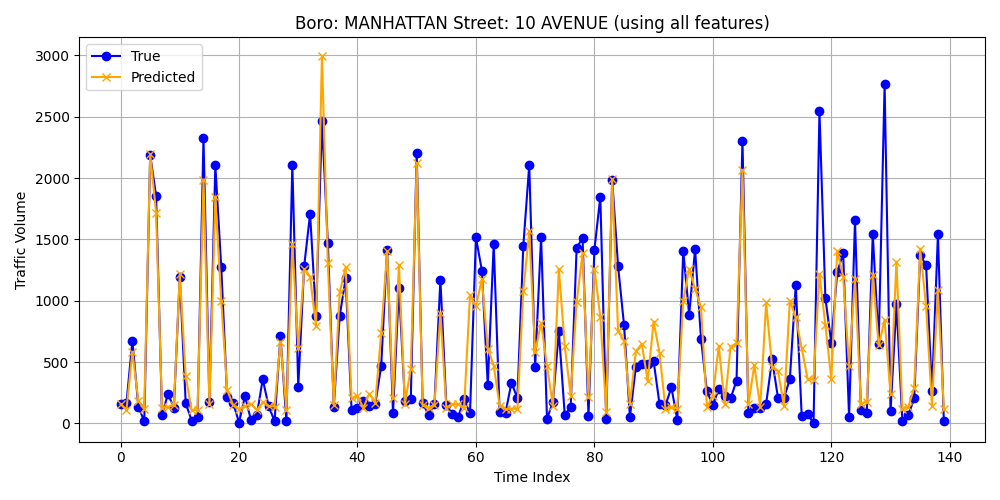 Boro: MANHATTAN Street: 10 AVENUE (using all features)
True
Predicted
Traffic Volume
3000
2500
2000
1500
1000
500
0
0 20 40 60 80 100 120 140
Time Index